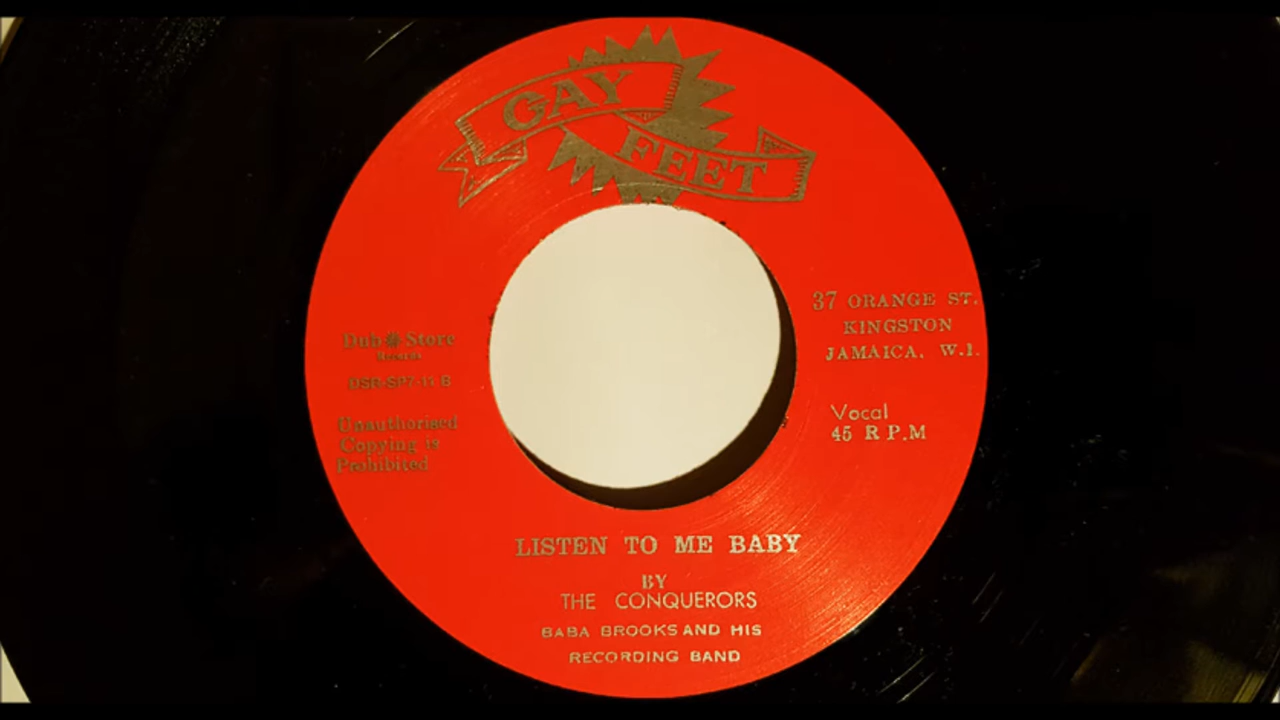 GAY
FEET
37 ORANGE ST.
KINGSTON
JAMAICA, W.I.
Dub Store
Records
DSR-SP7-11 B
Unauthorised
Copying is
Prohibited
Vocal
45 R.P.M
LISTEN TO ME BABY
BY
THE CONQUERORS
BABA BROOKS AND HIS
RECORDING BAND